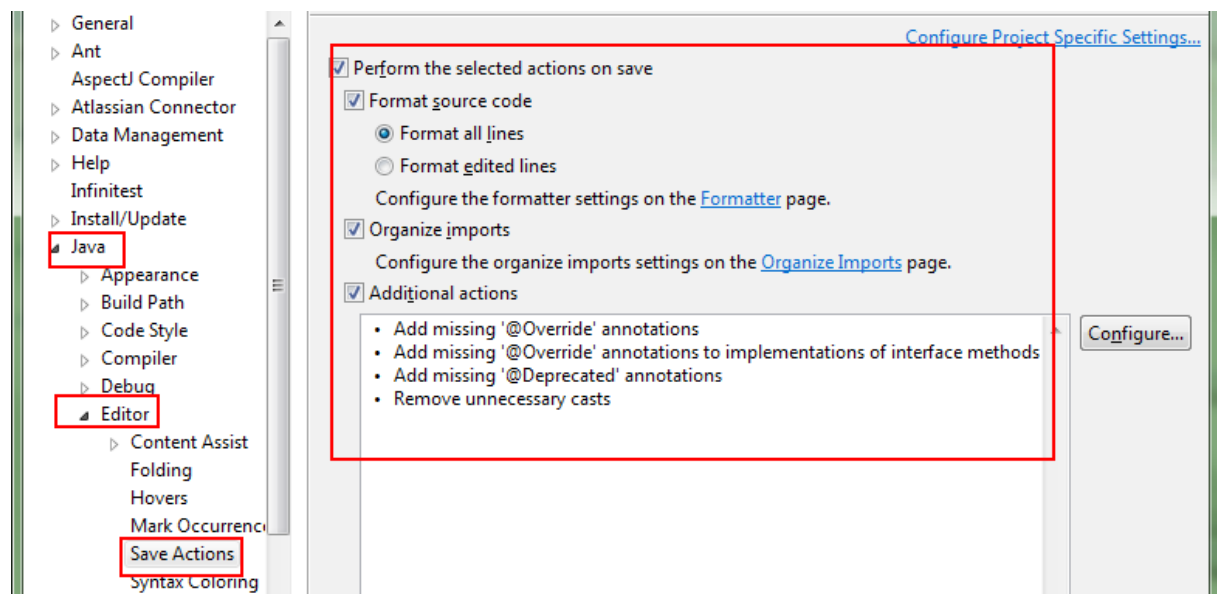 General
Ant
AspectJ Compiler
Atlassian Connector
Data Management
Help
Infinitest
Install/Update
Java
Appearance
Build Path
Code Style
Compiler
Debug
Editor
Content Assist
Folding
Hovers
Mark Occurrenc
Save Actions
Syntax Coloring
Configure Project Specific Settings...
Perform the selected actions on save
Format source code
Format all lines
Format edited lines
Configure the formatter settings on the Formatter page.
Organize imports
Configure the organize imports settings on the Organize Imports page.
Additional actions
• Add missing '@Override' annotations
• Add missing '@Override' annotations to implementations of interface methods
• Add missing '@Deprecated' annotations
• Remove unnecessary casts
Configure...